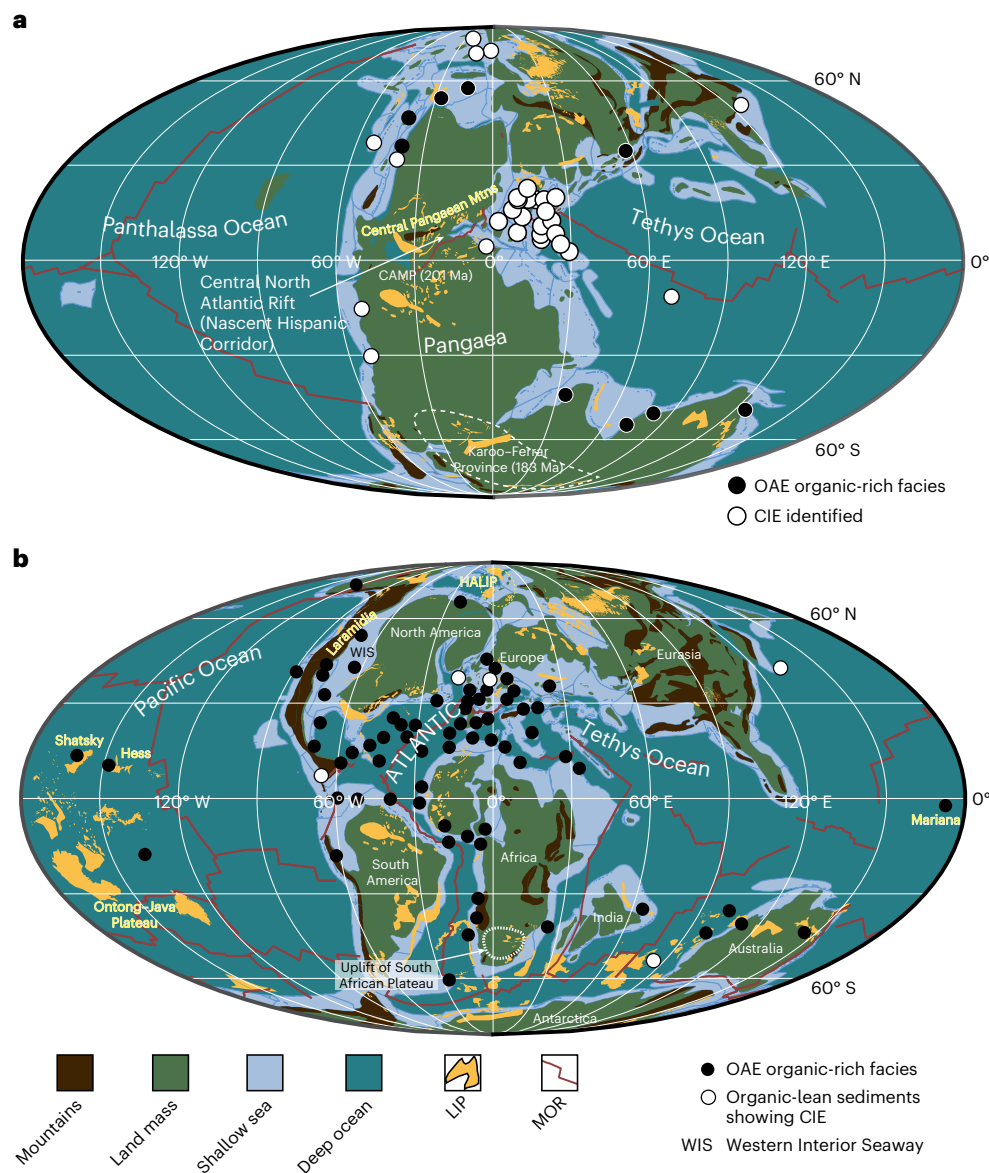 a
60° N
Central Pangaean Mtns
Panthalassa Ocean
Tethys Ocean
120° W
60° W
0°
60° E
120° E
0°
CAMP (201 Ma)
Central North
Atlantic Rift
(Nascent Hispanic
Corridor)
Pangaea
Karoo–Ferrar
Province (183 Ma)
60° S
OAE organic-rich facies
CIE identified
b
HALIP
60° N
Laramidia
North America
WIS
Europe
Eurasia
Pacific Ocean
ATLANTIC
Tethys Ocean
Shatsky
Hess
120° W
60° W
0°
60° E
120° E
0°
Mariana
South
America
Africa
Ontong–Java
Plateau
India
Australia
Uplift of South
African Plateau
60° S
Antarctica
Mountains
Land mass
Shallow sea
Deep ocean
LIP
MOR
OAE organic-rich facies
Organic-lean sediments
showing CIE
WIS Western Interior Seaway